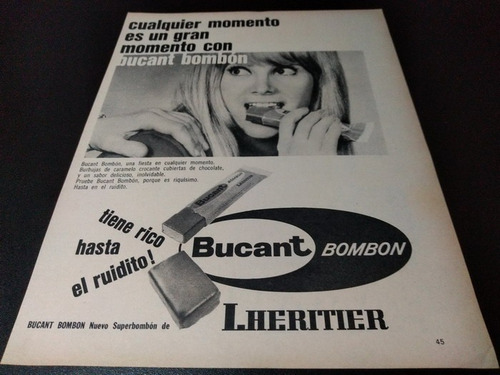 cualquier momento
es un gran
momento con
bucant bombón
Bucant Bombón, una fiesta en cualquier momento.
Burbujas de caramelo crocante cubiertas de chocolate,
y un sabor delicioso, inolvidable.
Pruebe Bucant Bombón, porque es riquísimo.
Hasta en el ruidito.
tiene rico
hasta
el ruidito!
Bucant BOMBON
BUCANT BOMBON Nuevo Superbombón de
LHERITIER
45